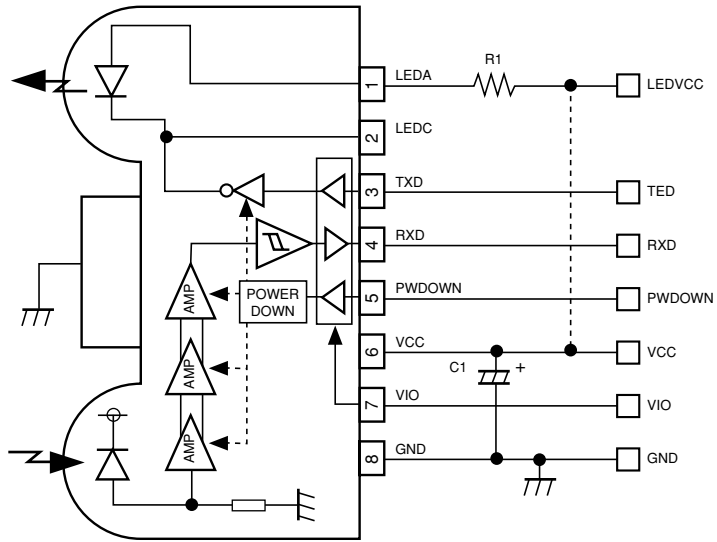 R1
1 LEDA LEDVCC
2 LEDC
3 TXD TED
4 RXD RXD
AMP POWER
DOWN
5 PWDOWN PWDOWN
AMP
6 VCC VCC
C1 +
7 VIO VIO
AMP
8 GND GND